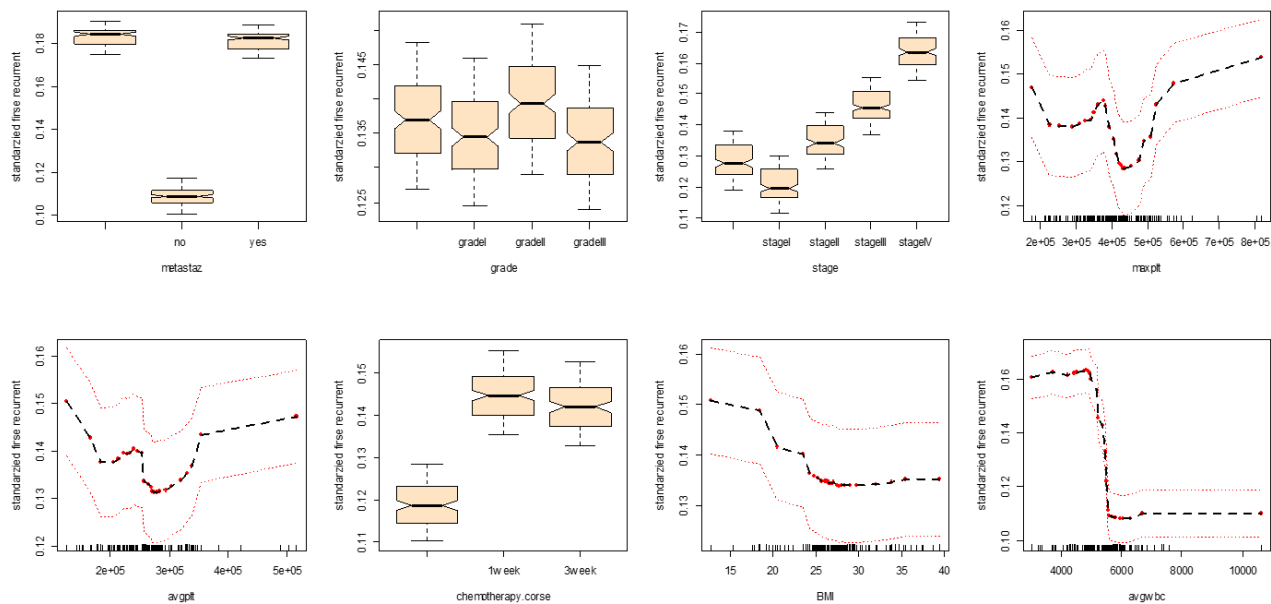 standarzied firse recurrent
0.10 0.12 0.14 0.16 0.18
no yes
metastaz
standarzied firse recurrent
0.125 0.135 0.145
gradeI gradeII gradeIII
grade
standarzied firse recurrent
0.11 0.12 0.13 0.14 0.15 0.16 0.17
stageI stageII stageIII stageIV
stage
standarzied firse recurrent
0.12 0.13 0.14 0.15 0.16
2e+05 3e+05 4e+05 5e+05 6e+05 7e+05 8e+05
maxplt
standarzied firse recurrent
0.12 0.13 0.14 0.15 0.16
2e+05 3e+05 4e+05 5e+05
avgplt
standarzied firse recurrent
0.11 0.12 0.13 0.14 0.15
1week 3week
chemotherapy.corse
standarzied firse recurrent
0.13 0.14 0.15 0.16
15 20 25 30 35 40
BMI
standarzied firse recurrent
0.10 0.12 0.14 0.16
4000 6000 8000 10000
avgwbc